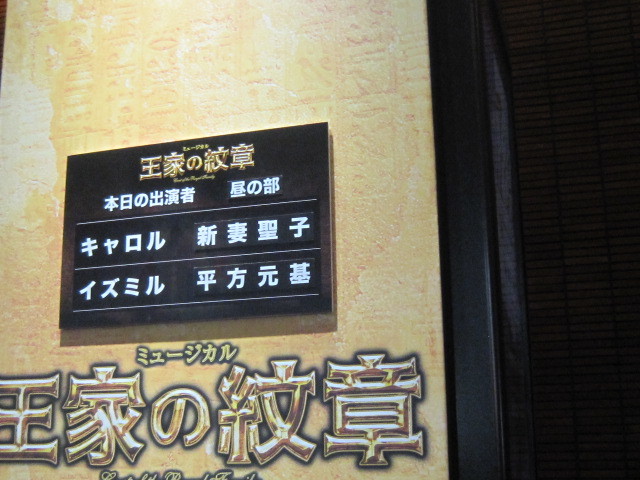 ミュージカル
王家の紋章
本日の出演者 昼の部
キャロル 新妻聖子
イズミル 平方元基
ミュージカル
王家の紋章